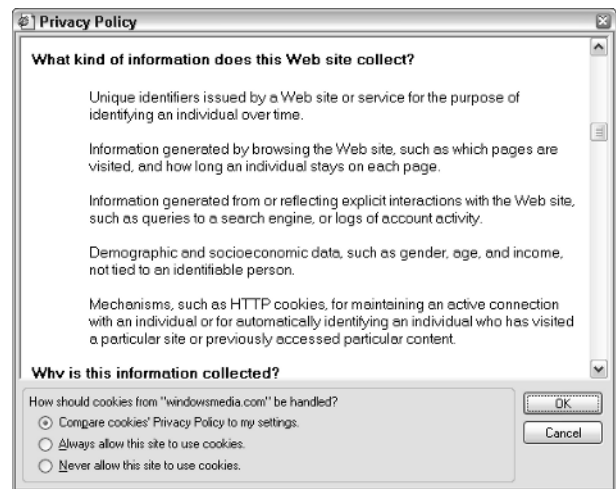 Privacy Policy
What kind of information does this Web site collect?
Unique identifiers issued by a Web site or service for the purpose of
identifying an individual over time.
Information generated by browsing the Web site, such as which pages are
visited, and how long an individual stays on each page.
Information generated from or reflecting explicit interactions with the Web site,
such as queries to a search engine, or logs of account activity.
Demographic and socioeconomic data, such as gender, age, and income,
not tied to an identifiable person.
Mechanisms, such as HTTP cookies, for maintaining an active connection
with an individual or for automatically identifying an individual who has visited
a particular site or previously accessed particular content.
Why is this information collected?
How should cookies from "windowsmedia.com" be handled?
Compare cookies' Privacy Policy to my settings.
Always allow this site to use cookies.
Never allow this site to use cookies.
OK
Cancel